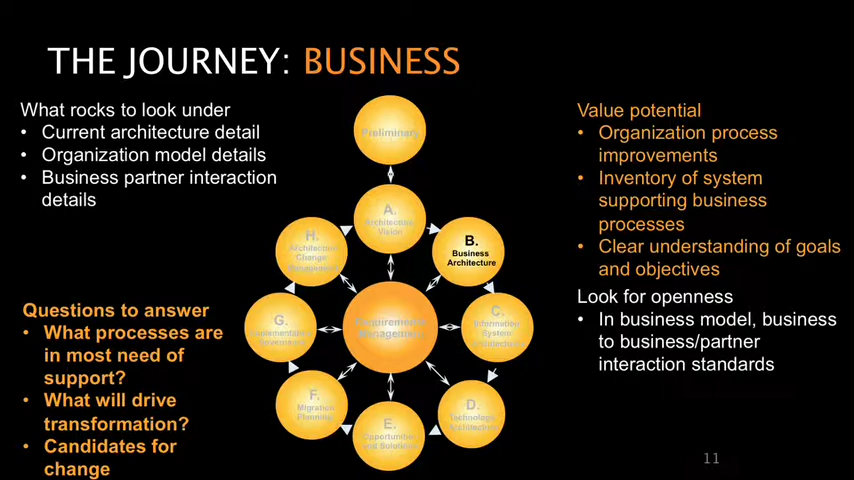 THE JOURNEY: BUSINESS
What rocks to look under
• Current architecture detail
• Organization model details
• Business partner interaction
details
Questions to answer
• What processes are
in most need of
support?
• What will drive
transformation?
• Candidates for
change
Preliminary
A.
Architecture
Vision
B.
Business
Architecture
C.
Information
System
Architectures
D.
Technology
Architecture
E.
Opportunities
and Solutions
F.
Migration
Planning
G.
Implementation
Governance
H.
Architecture
Change
Management
Requirements
Management
Value potential
• Organization process
improvements
• Inventory of system
supporting business
processes
• Clear understanding of goals
and objectives
Look for openness
• In business model, business
to business/partner
interaction standards
11